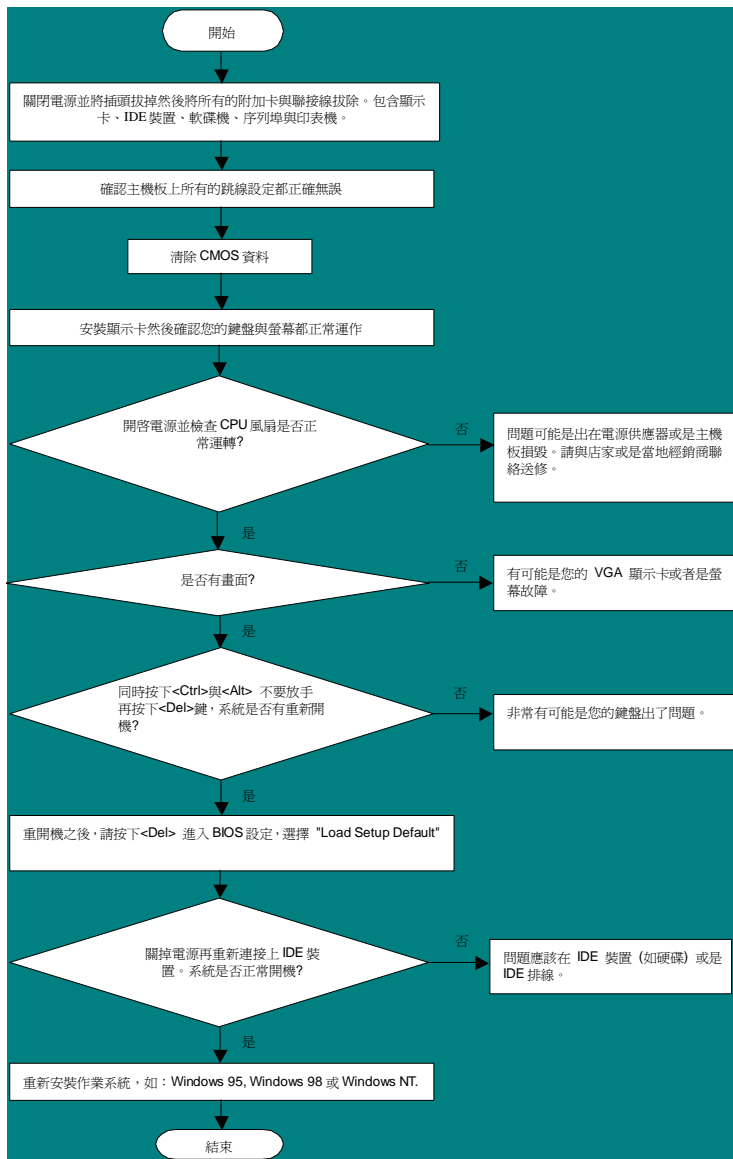 開始
關閉電源並將插頭拔掉然後將所有的附加卡與聯接線拔除。包含顯示
卡、IDE裝置、軟碟機、序列埠與印表機。
確認主機板上所有的跳線設定都正確無誤
清除 CMOS 資料
安裝顯示卡然後確認您的鍵盤與螢幕都正常運作
開啓電源並檢查 CPU 風扇是否正
常運轉?
否
問題可能是出在電源供應器或是主機
板損毀。請與店家或是當地經銷商聯
絡送修。
是
是否有畫面?
否
有可能是您的 VGA 顯示卡或者是螢
幕故障。
是
同時按下<Ctrl>與<Alt> 不要放手
再按下<Del>鍵，系統是否有重新開
機?
否
非常有可能是您的鍵盤出了問題。
是
重開機之後，請按下<Del> 進入 BIOS 設定，選擇 "Load Setup Default"
關掉電源再重新連接上 IDE 裝
置。系統是否正常開機?
否
問題應該在 IDE 裝置 (如硬碟) 或是
IDE 排線。
是
重新安裝作業系統，如：Windows 95, Windows 98 或 Windows NT.
結束